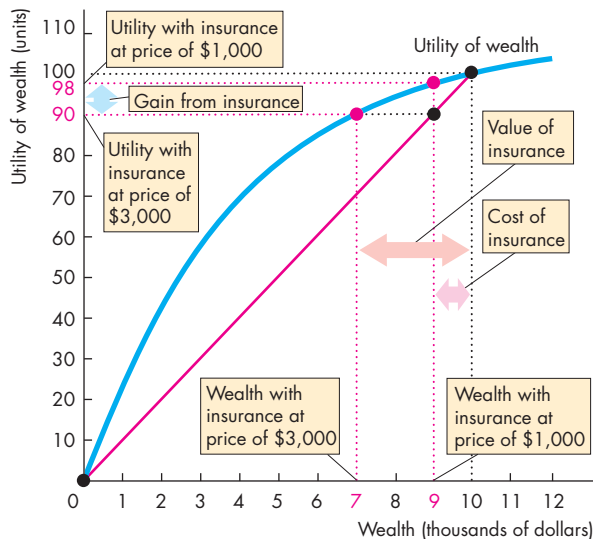 Utility of wealth (units)
110
100
98
90
80
70
60
50
40
30
20
10
Utility with insurance
at price of $1,000
Utility of wealth
Gain from insurance
Utility with
insurance
at price of
$3,000
Value of
insurance
Cost of
insurance
Wealth with
insurance at
price of $3,000
Wealth with
insurance at
price of $1,000
0 1 2 3 4 5 6 7 8 9 10 11 12
Wealth (thousands of dollars)